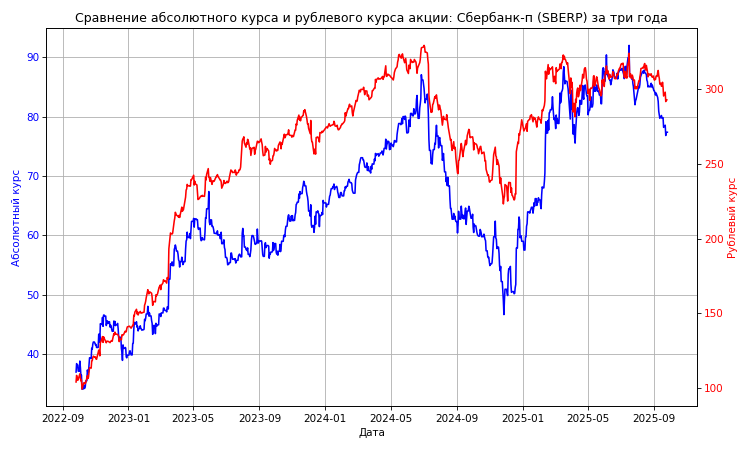 Сравнение абсолютного курса и рублевого курса акции: Сбербанк-п (SBERP) за три года
90
80
70
60
50
40
Абсолютный курс
300
250
200
150
100
Рублевый курс
2022-09 2023-01 2023-05 2023-09 2024-01 2024-05 2024-09 2025-01 2025-05 2025-09
Дата